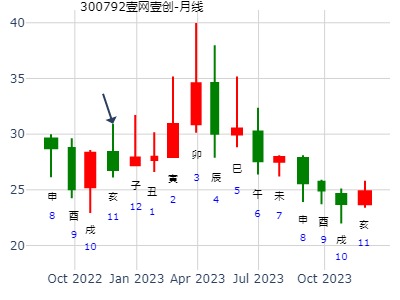 300792壹网壹创-月线
40
35
30
25
20
申
8
酉
9
戌
10
亥
11
子
12
丑
1
寅
2
卯
3
辰
4
巳
5
午
6
未
7
申
8
酉
9
戌
10
亥
11
Oct 2022
Jan 2023
Apr 2023
Jul 2023
Oct 2023